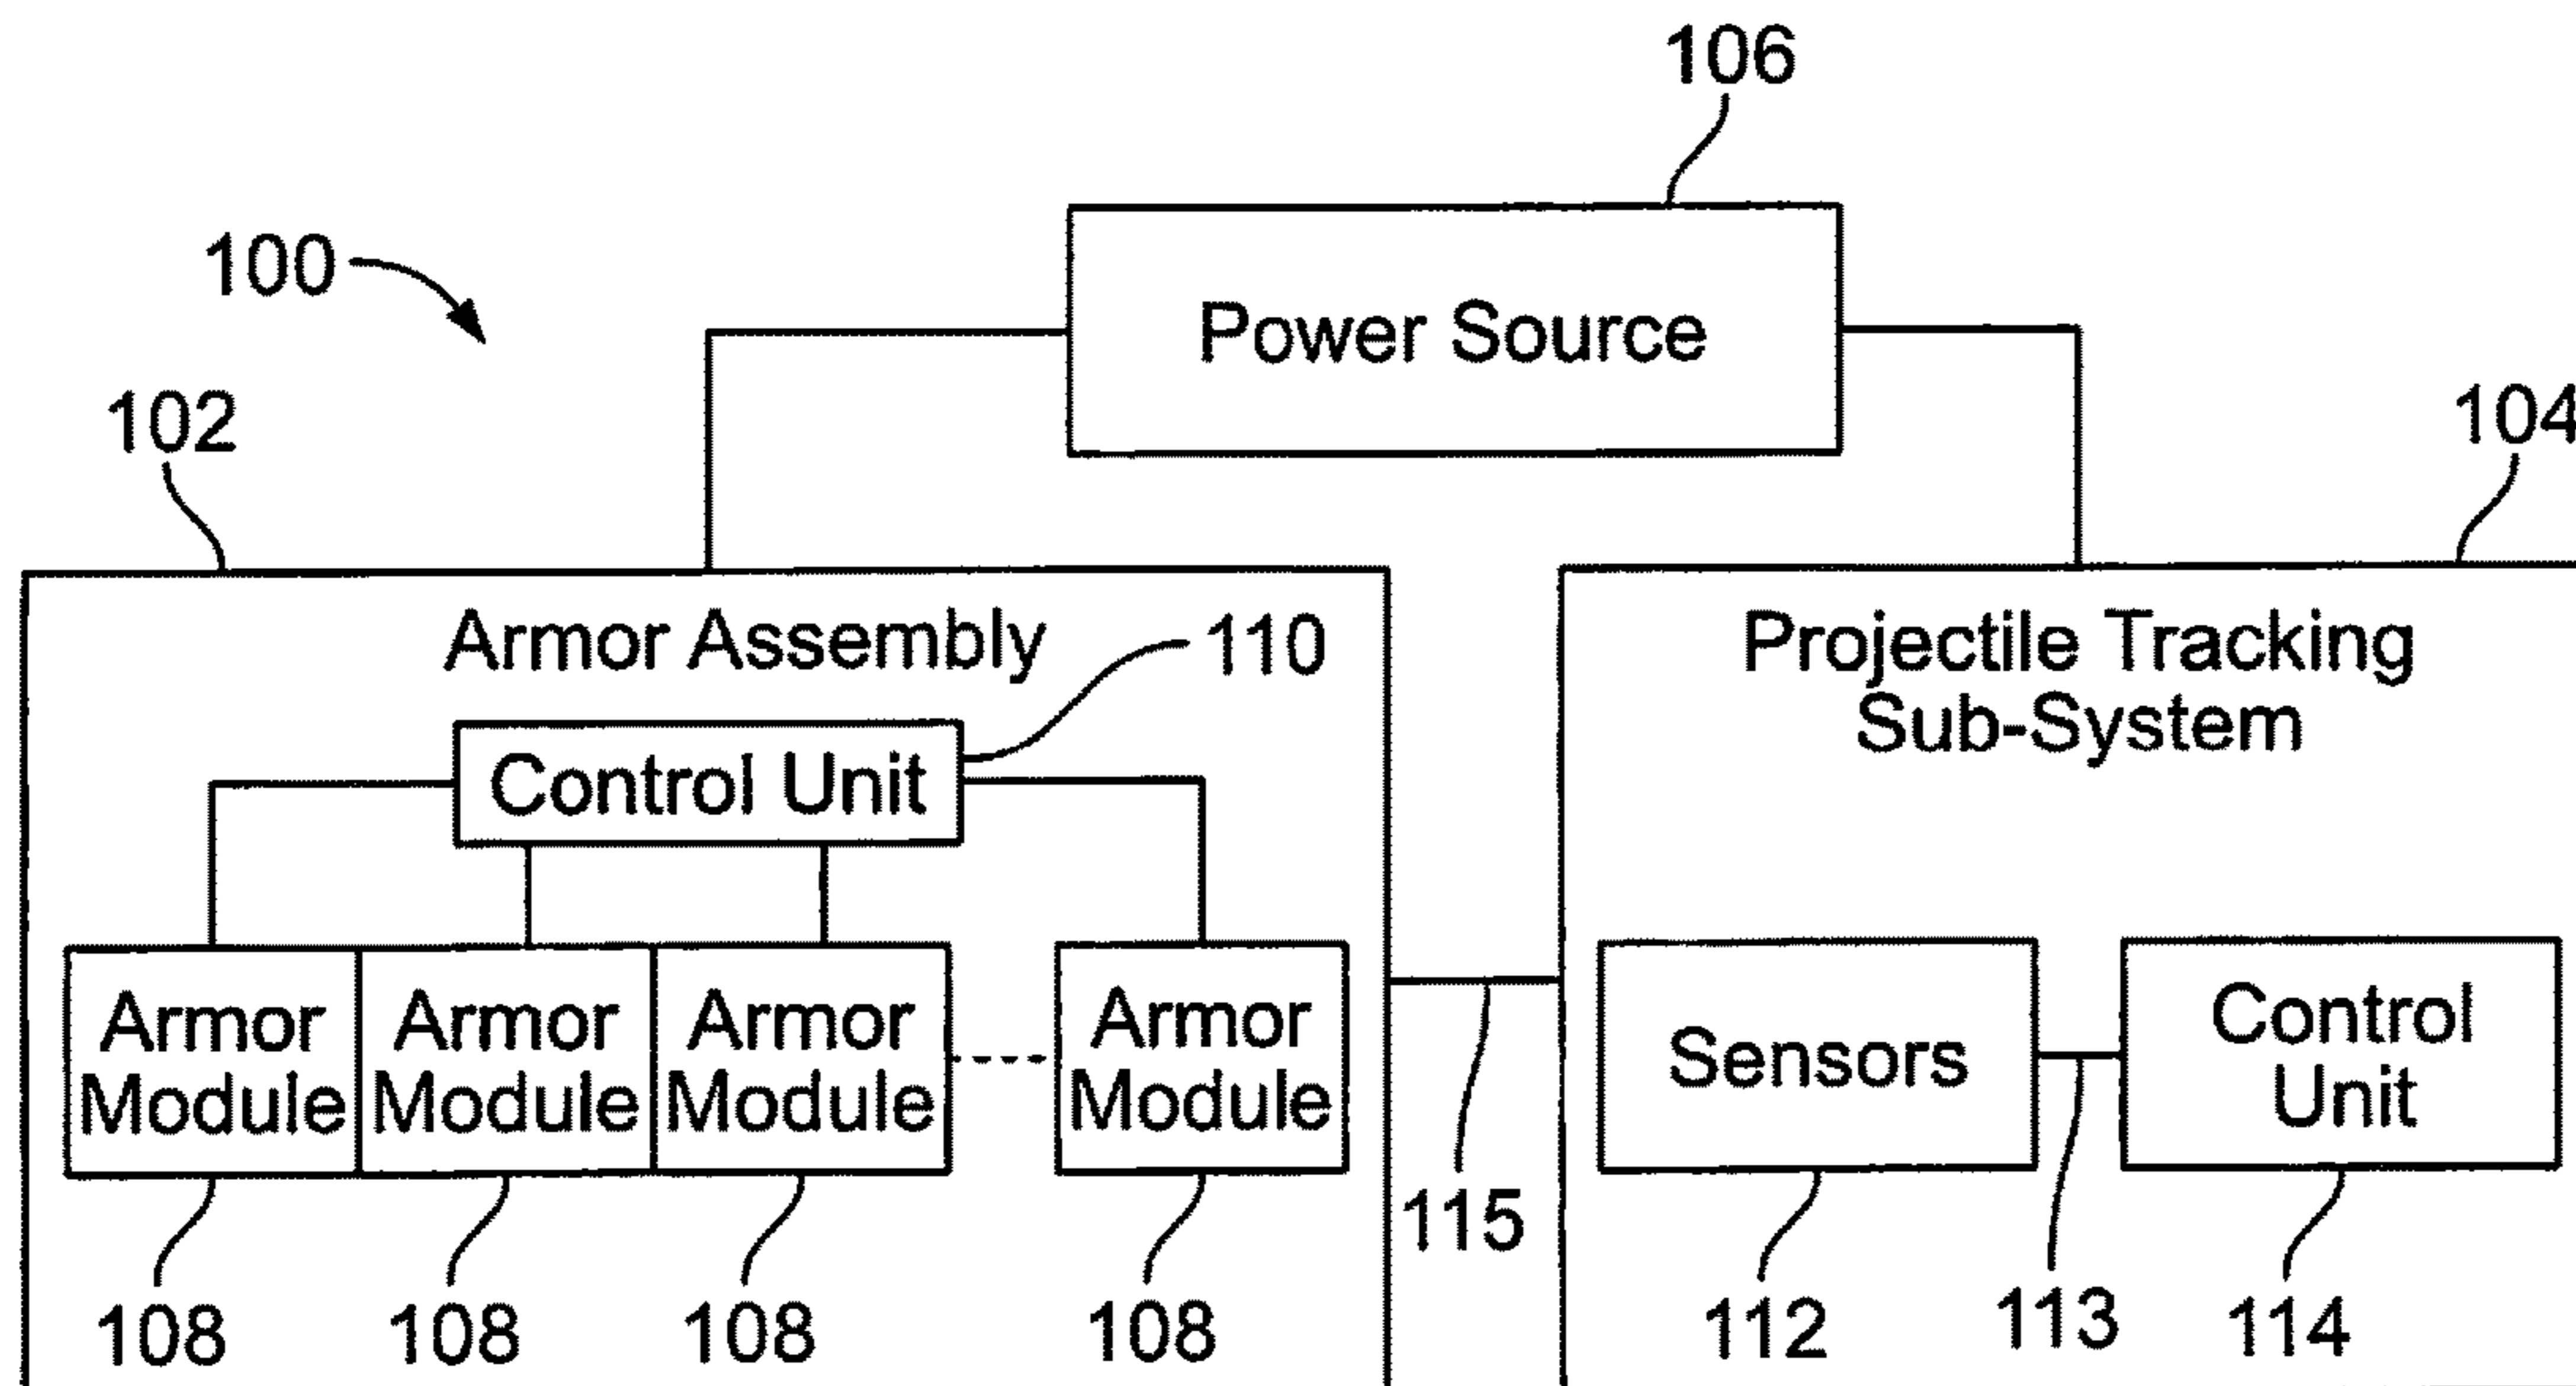 106
100
Power Source
102
104
Armor Assembly
110
Projectile Tracking
Sub-System
Control Unit
Armor
Module
Armor
Module
Armor
Module
Armor
Module
Sensors
Control
Unit
115
108
108
108
108
112
113
114